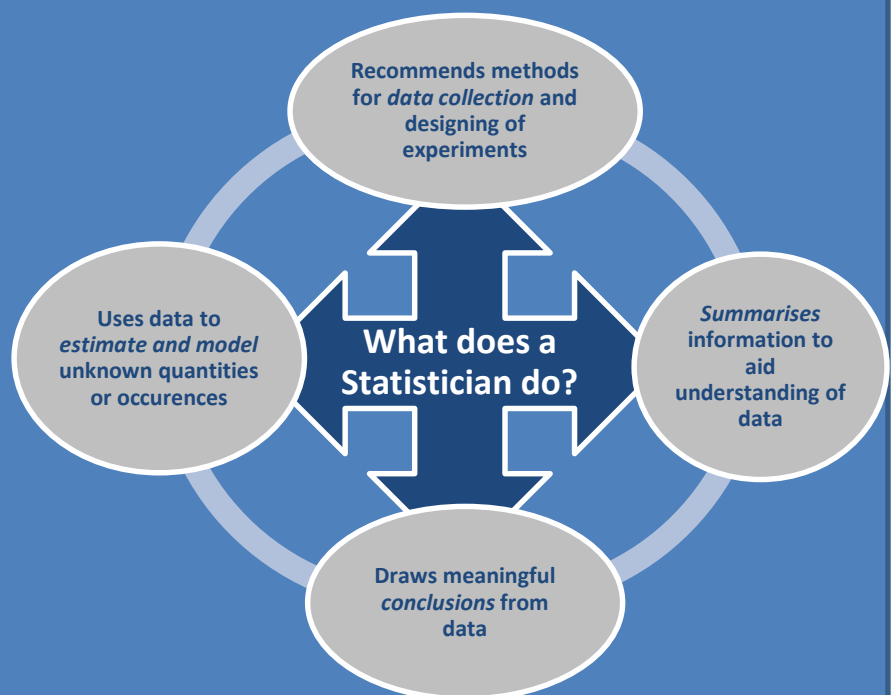 Recommends methods
for data collection and
designing of
experiments
Uses data to
estimate and model
unknown quantities
or occurences
What does a
Statistician do?
Summarises
information to
aid
understanding of
data
Draws meaningful
conclusions from
data